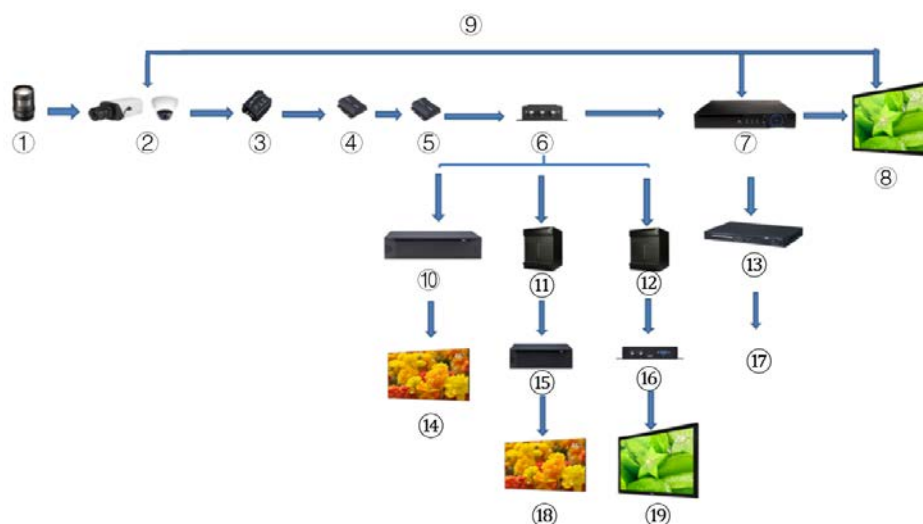 ⑨
① ② ③ ④ ⑤ ⑥ ⑦ ⑧
⑩ ⑪ ⑫ ⑬
⑭ ⑮ ⑯ ⑰
⑱ ⑲